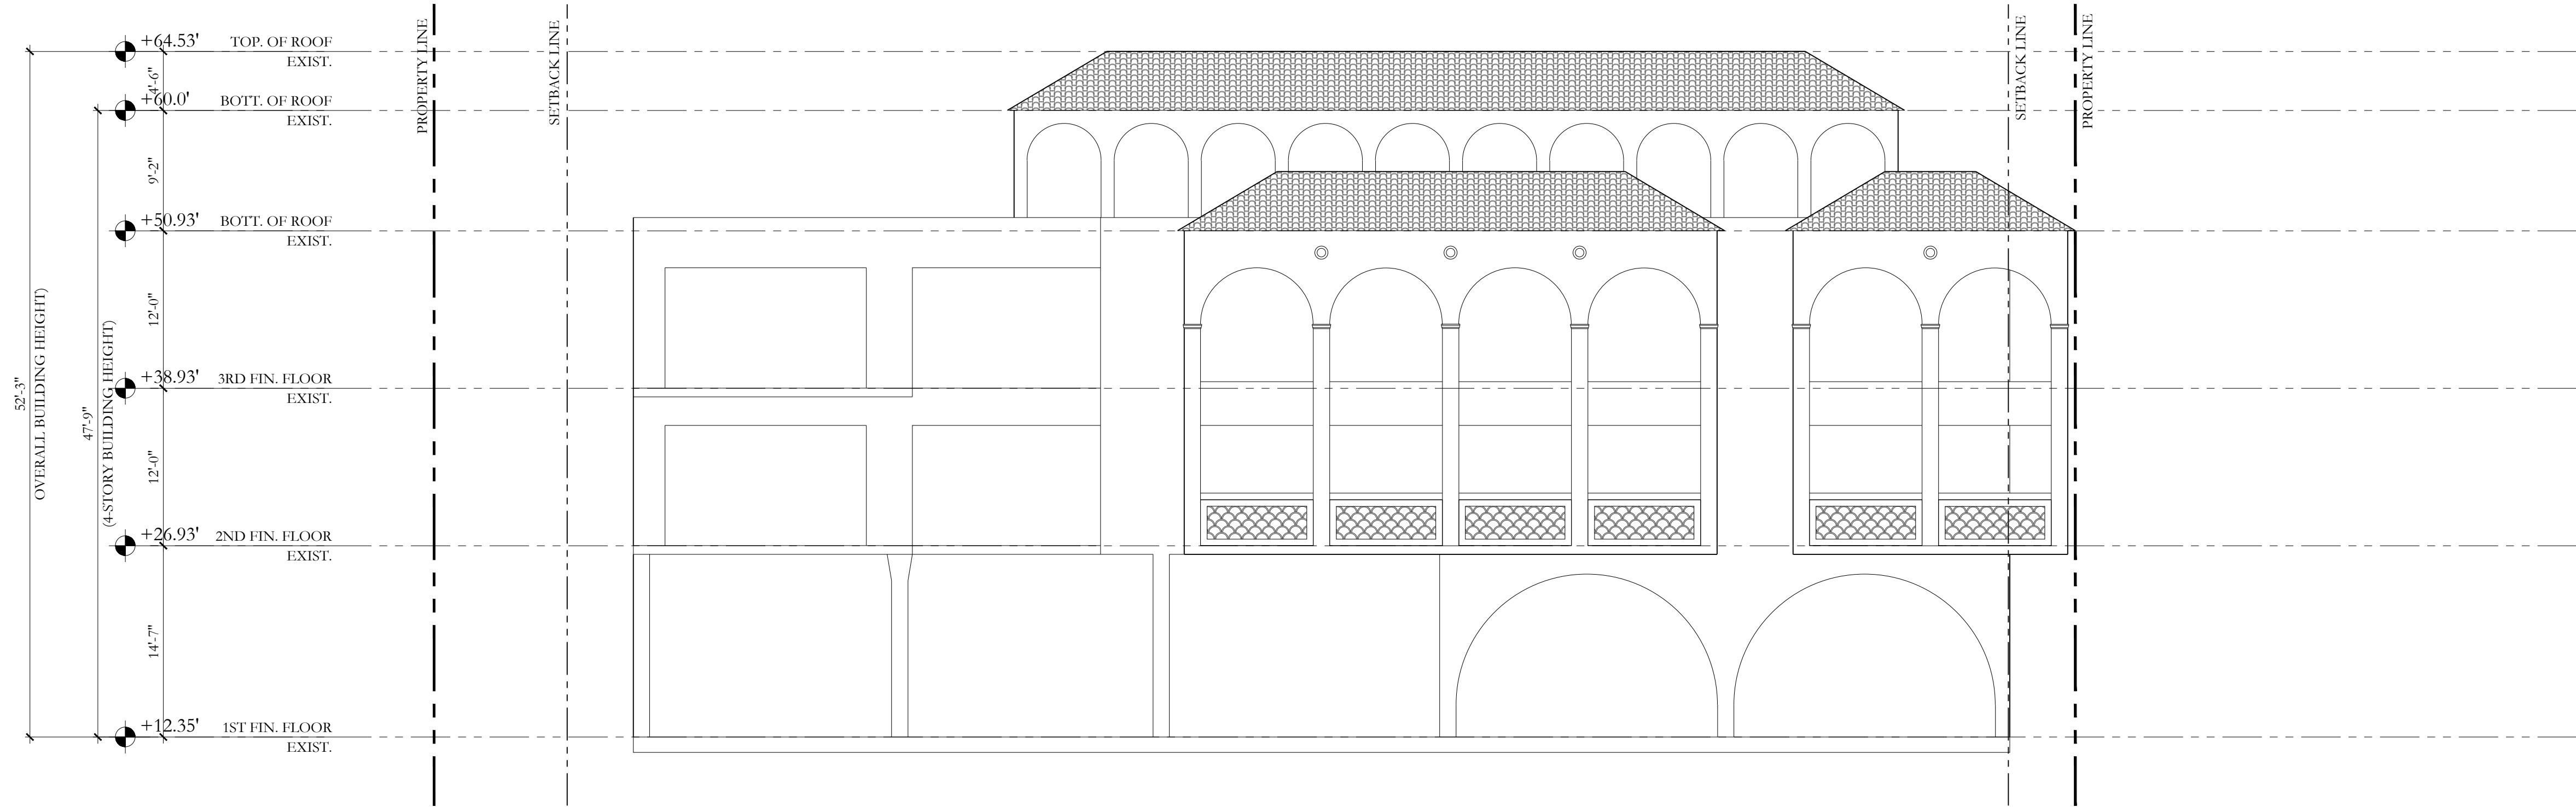 +64.53' TOP. OF ROOF
EXIST.
4'-6"
+60.0' BOTT. OF ROOF
EXIST.
9'-2"
+50.93' BOTT. OF ROOF
EXIST.
12'-0"
+38.93' 3RD FIN. FLOOR
EXIST.
12'-0"
+26.93' 2ND FIN. FLOOR
EXIST.
14'-7"
+12.35' 1ST FIN. FLOOR
EXIST.
52'-3"
OVERALL BUILDING HEIGHT)
47'-9"
(4-STORY BUILDING HEIGHT)
PROPERTY LINE
SETBACK LINE
SETBACK LINE
PROPERTY LINE